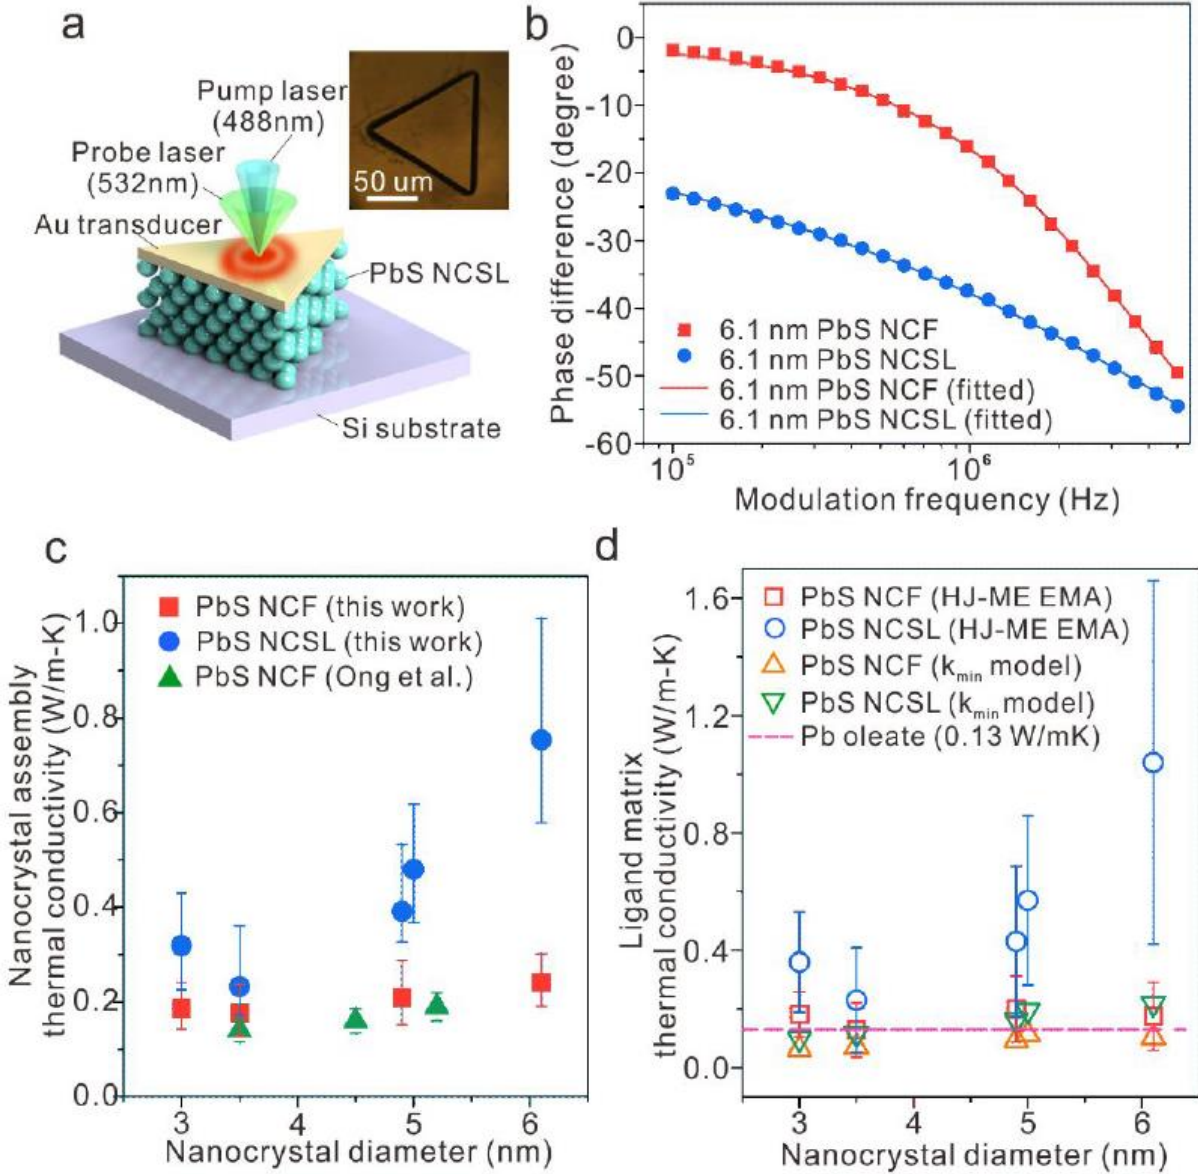 a
Pump laser
(488nm)
Probe laser
(532nm)
Au transducer
50 um
PbS NCSL
Si substrate
b
Phase difference (degree)
0
-10
-20
-30
-40
-50
-60
6.1 nm PbS NCF
6.1 nm PbS NCSL
6.1 nm PbS NCF (fitted)
6.1 nm PbS NCSL (fitted)
10⁵
10⁶
Modulation frequency (Hz)
c
Nanocrystal assembly
thermal conductivity (W/m-K)
1.0
0.8
0.6
0.4
0.2
0.0
PbS NCF (this work)
PbS NCSL (this work)
PbS NCF (Ong et al.)
3
4
5
6
Nanocrystal diameter (nm)
d
Ligand matrix
thermal conductivity (W/m-K)
1.6
1.2
0.8
0.4
0.0
PbS NCF (HJ-ME EMA)
PbS NCSL (HJ-ME EMA)
PbS NCF (kmin model)
PbS NCSL (kmin model)
Pb oleate (0.13 W/mK)
3
4
5
6
Nanocrystal diameter (nm)